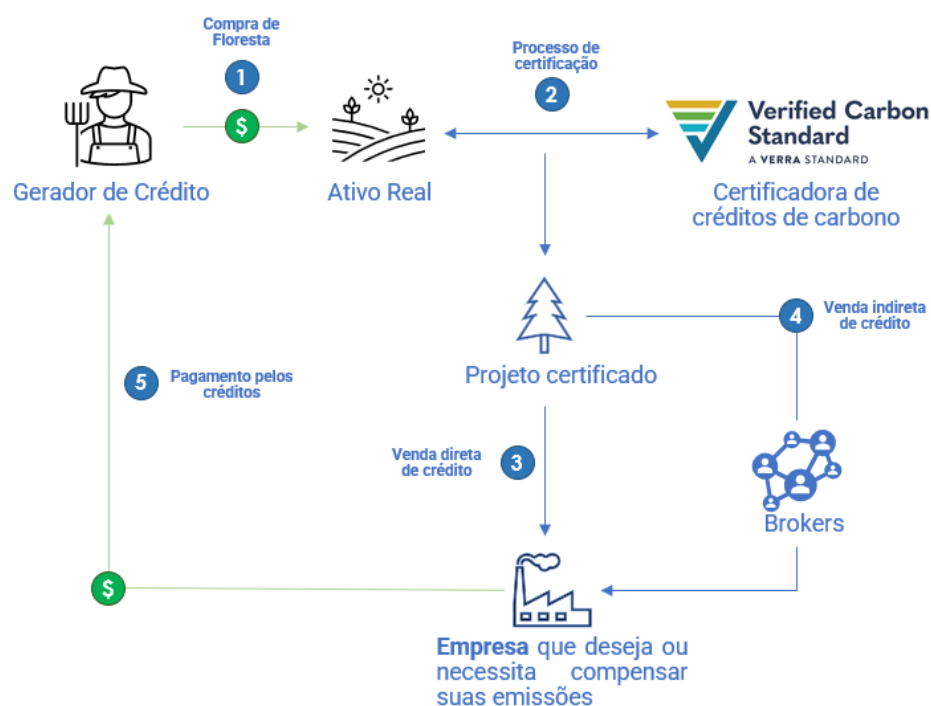 Compra de
Floresta
1
$
Gerador de Crédito
Ativo Real
Processo de
certificação
2
Verified Carbon
Standard
A VERRA STANDARD
Certificadora de
créditos de carbono
Projeto certificado
4
Venda indireta
de crédito
5
Pagamento pelos
créditos
Venda direta
de crédito
3
Brokers
$
Empresa que deseja ou
necessita compensar
suas emissões